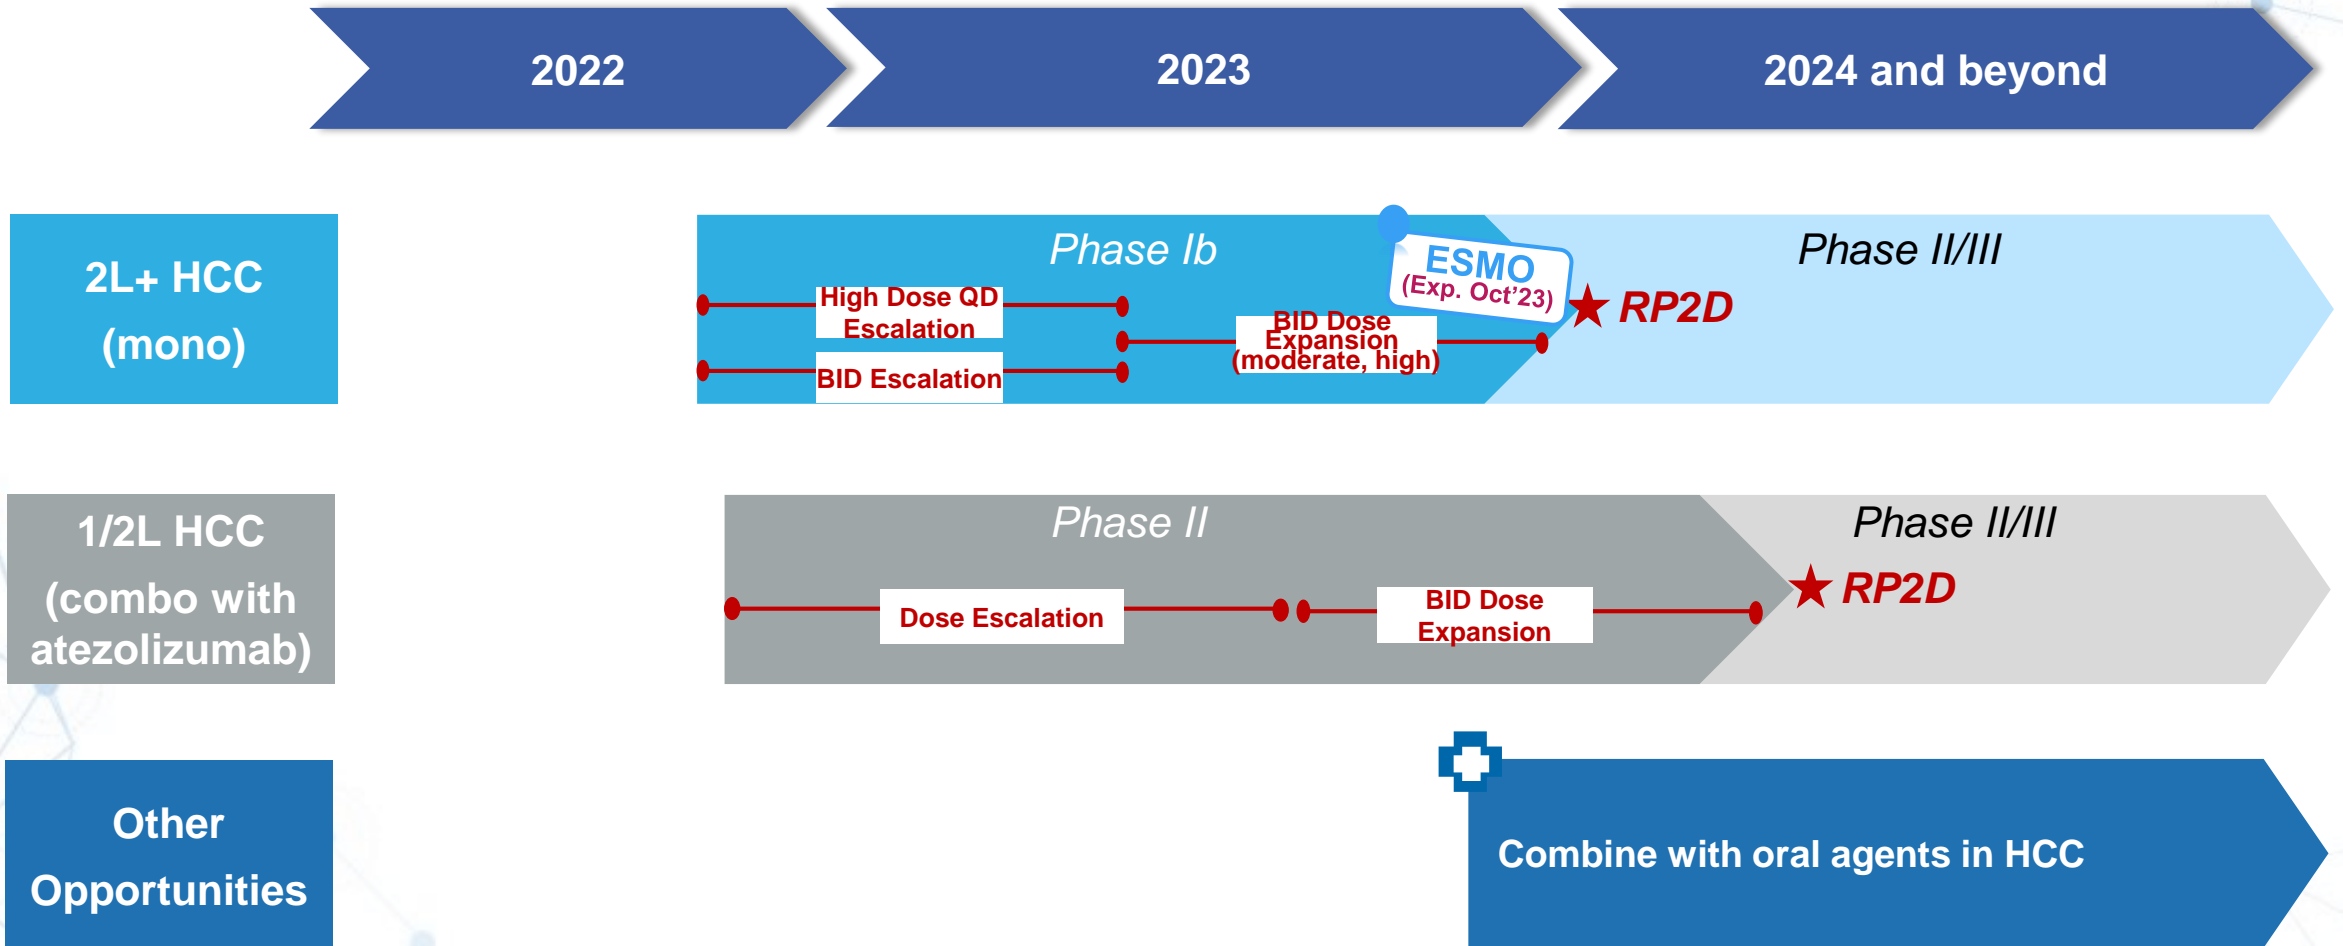 2022
2023
2024 and beyond
2L+ HCC
(mono)
Phase Ib
High Dose QD
Escalation
BID Escalation
BID Dose
Expansion
(moderate, high)
ESMO
(Exp. Oct'23)
RP2D
Phase II/III
1/2L HCC
(combo with
atezolizumab)
Phase II
Dose Escalation
BID Dose
Expansion
Phase II/III
RP2D
Other
Opportunities
Combine with oral agents in HCC